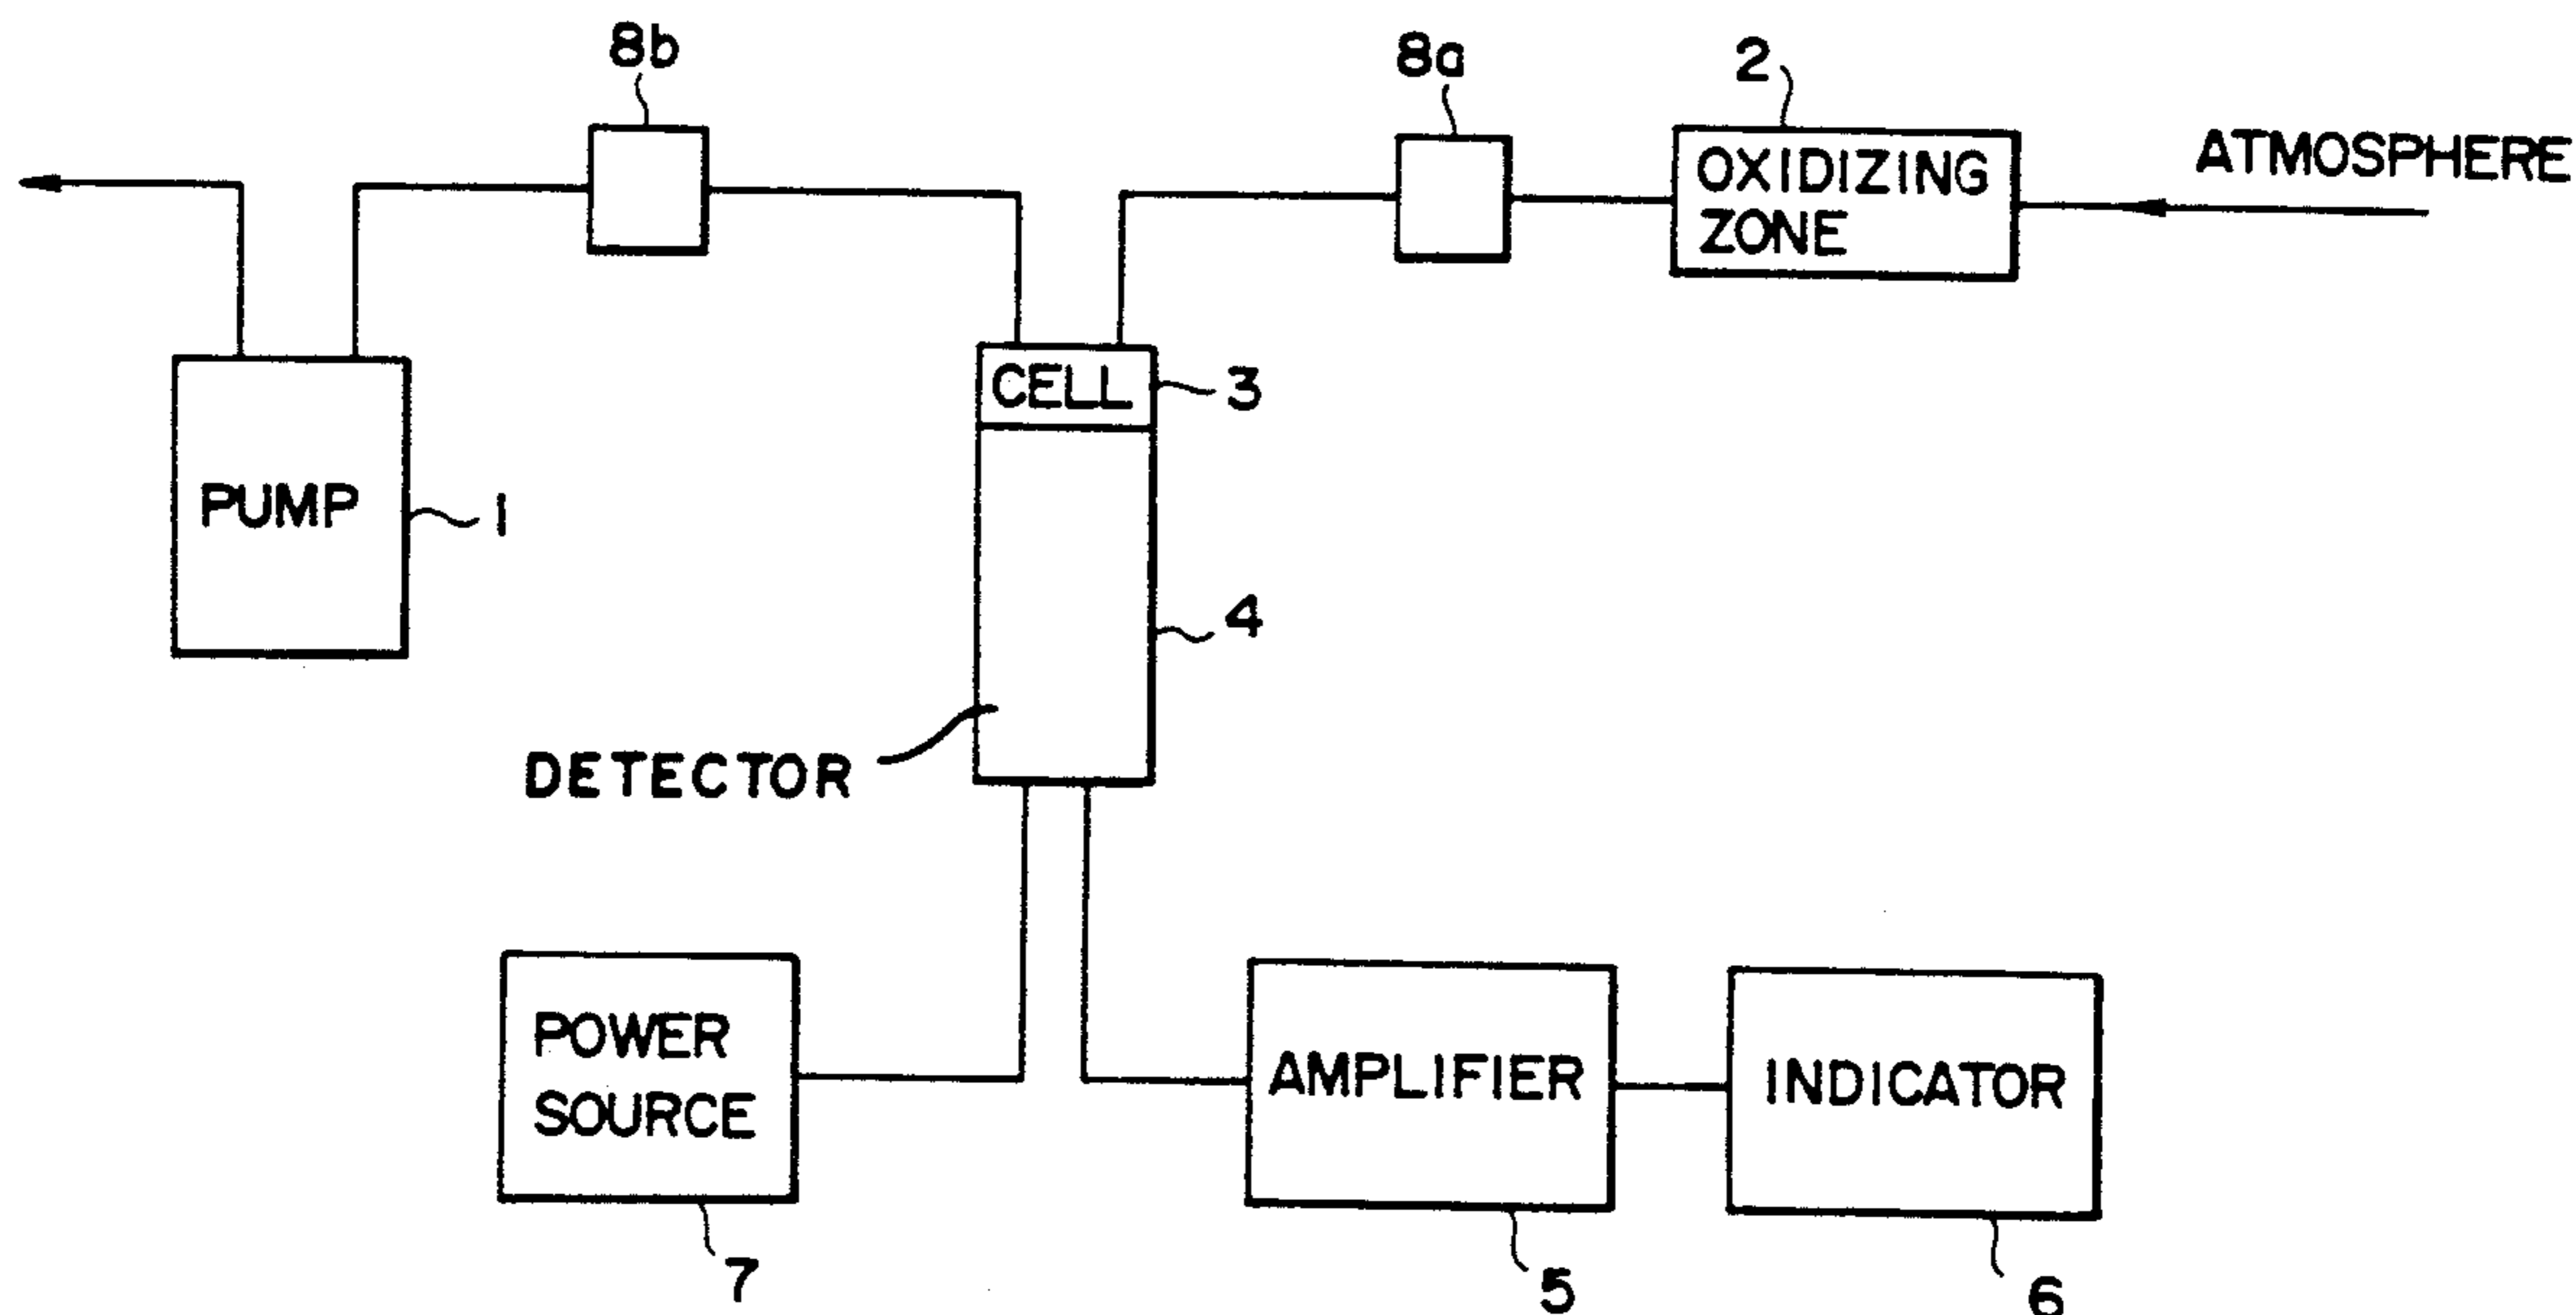 8b
8a
2
ATMOSPHERE
OXIDIZING
ZONE
CELL
3
PUMP
1
4
DETECTOR
POWER
SOURCE
AMPLIFIER
INDICATOR
7
5
6